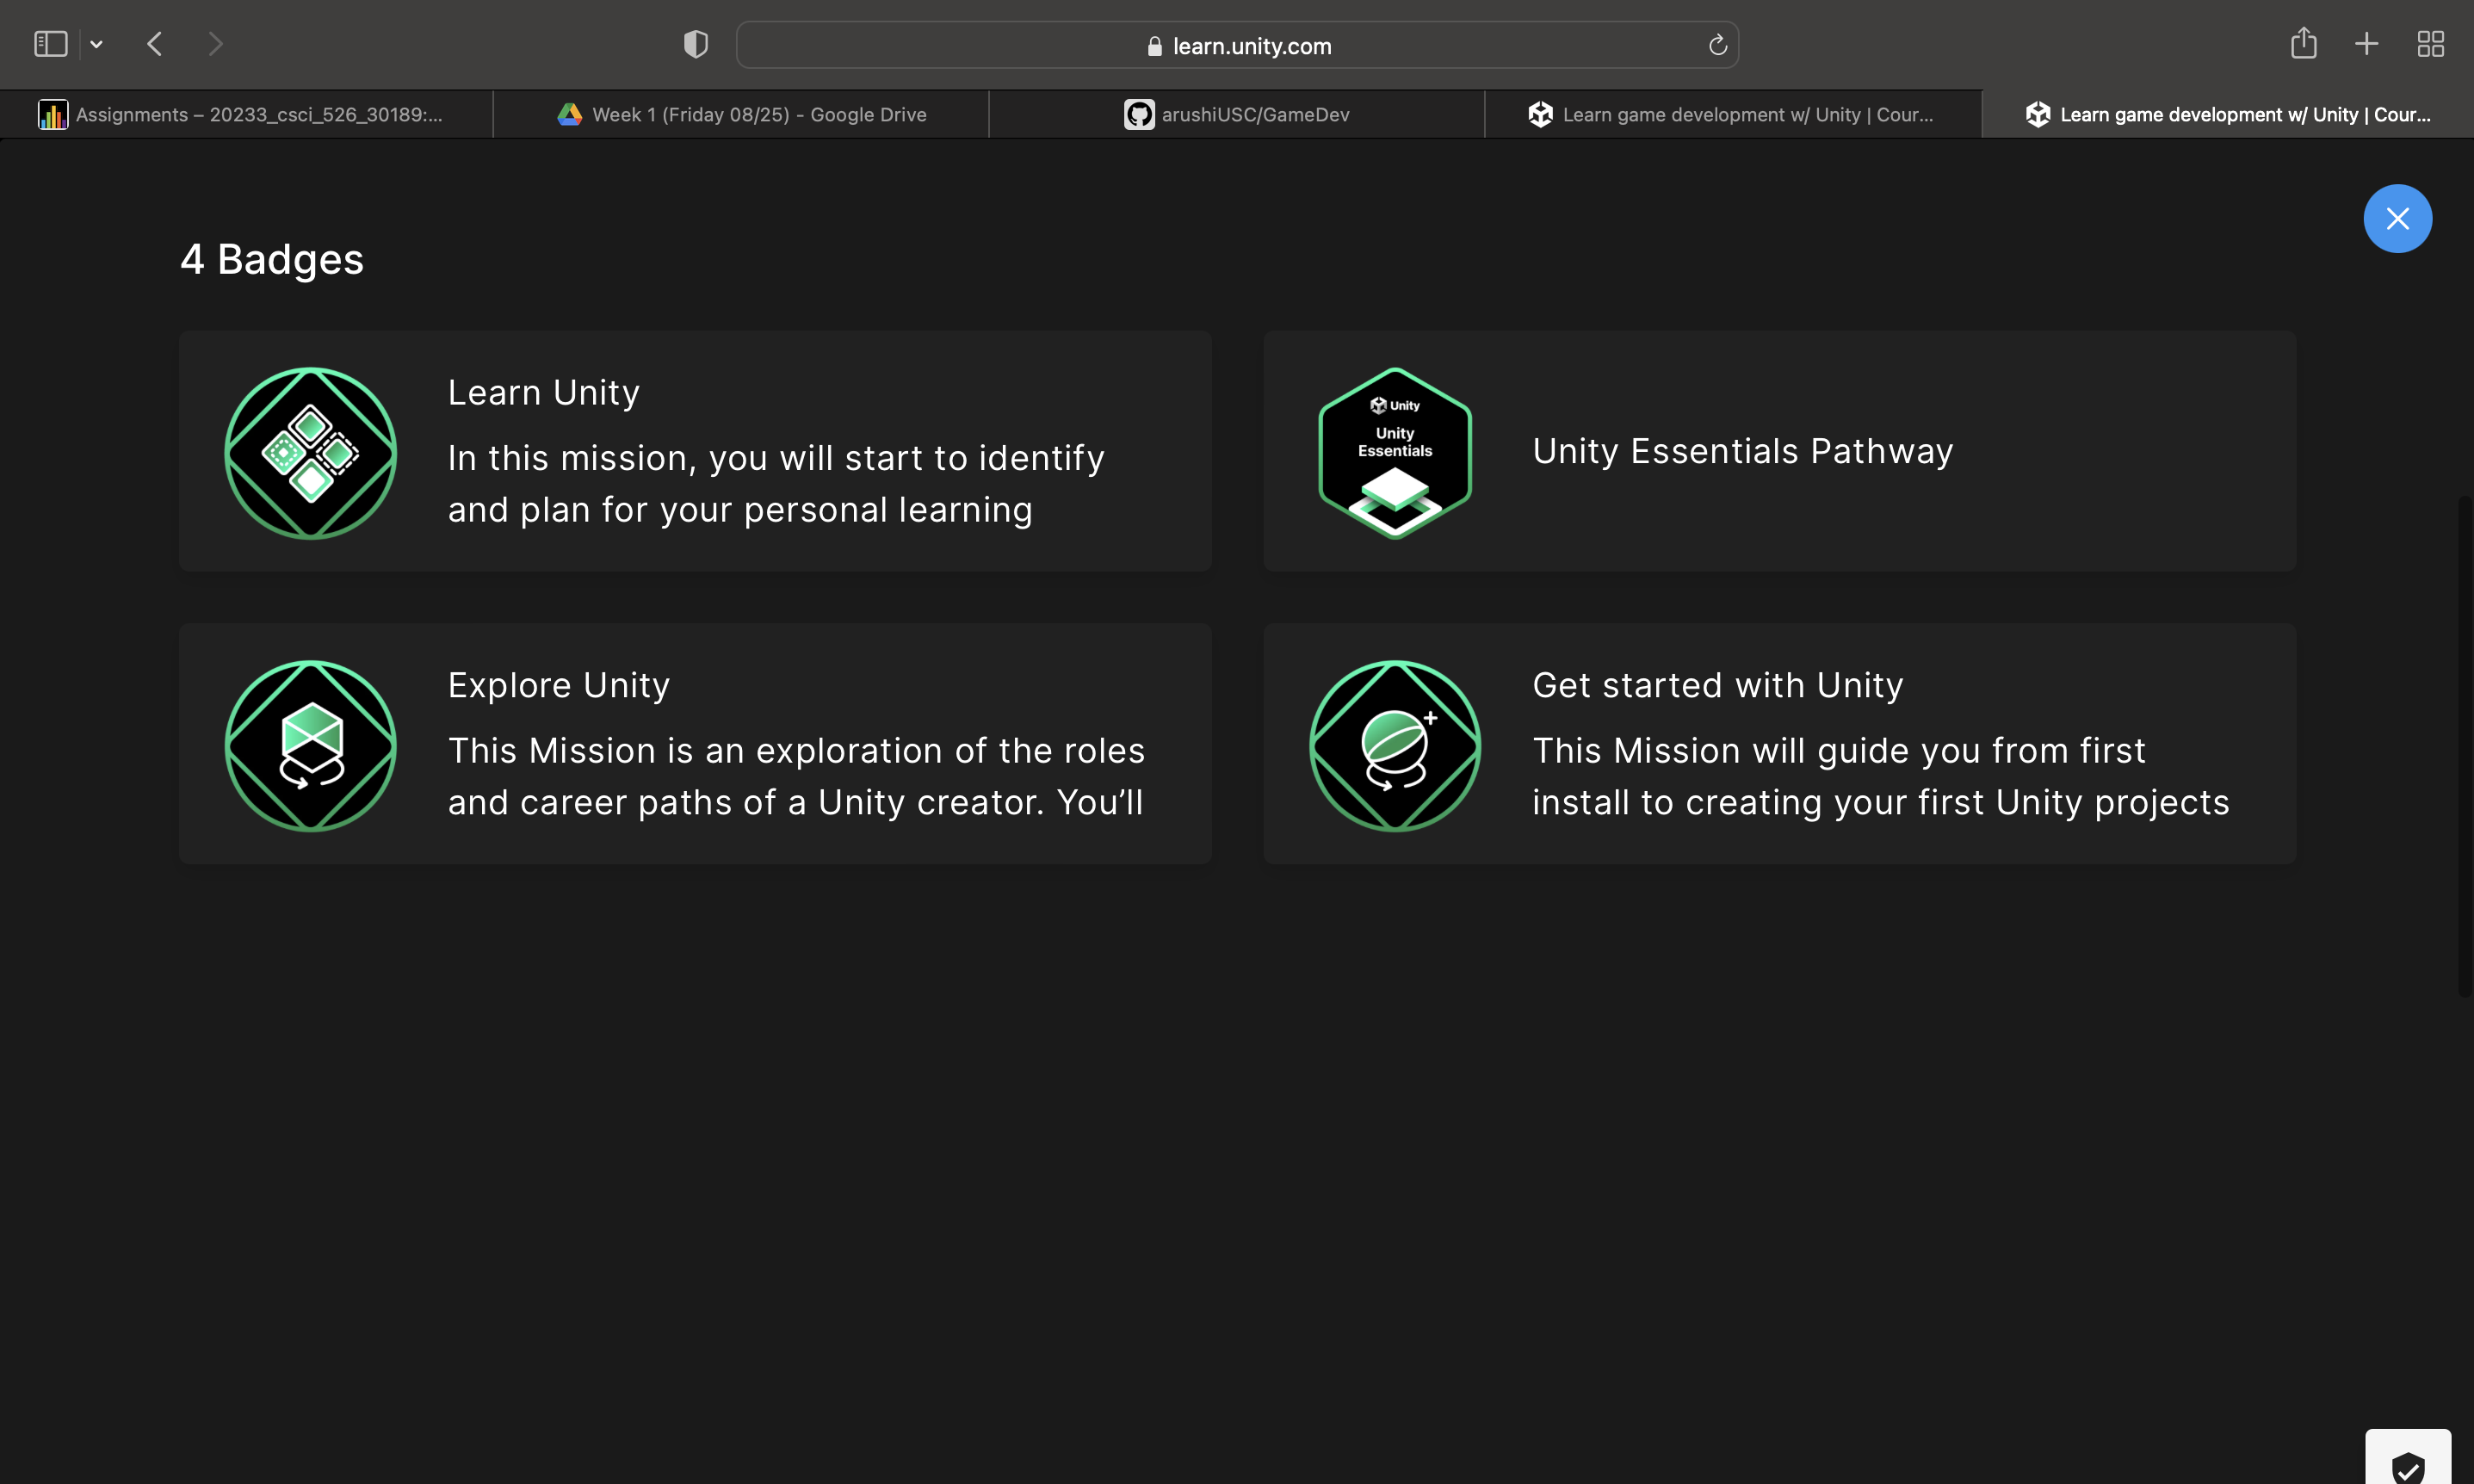 learn.unity.com
Assignments – 20233_csci_526_30189:...
Week 1 (Friday 08/25) - Google Drive
arushiUSC/GameDev
Learn game development w/ Unity | Cour...
Learn game development w/ Unity | Cour...
4 Badges
Learn Unity
In this mission, you will start to identify
and plan for your personal learning
Unity
Unity
Essentials
Unity Essentials Pathway
Explore Unity
This Mission is an exploration of the roles
and career paths of a Unity creator. You’ll
Get started with Unity
This Mission will guide you from first
install to creating your first Unity projects